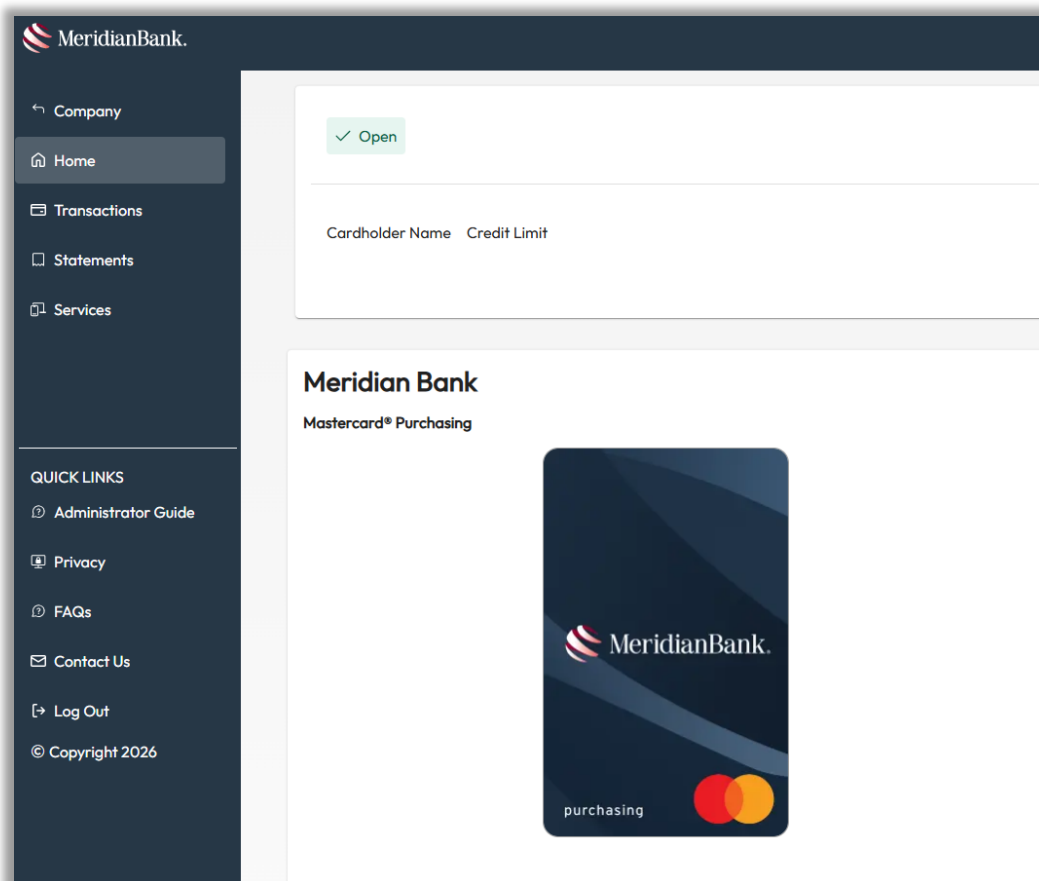 MeridianBank.
Company
Home
Transactions
Statements
Services
QUICK LINKS
Administrator Guide
Privacy
FAQs
Contact Us
Log Out
© Copyright 2026
Open
Cardholder Name Credit Limit
Meridian Bank
Mastercard® Purchasing
MeridianBank.
purchasing